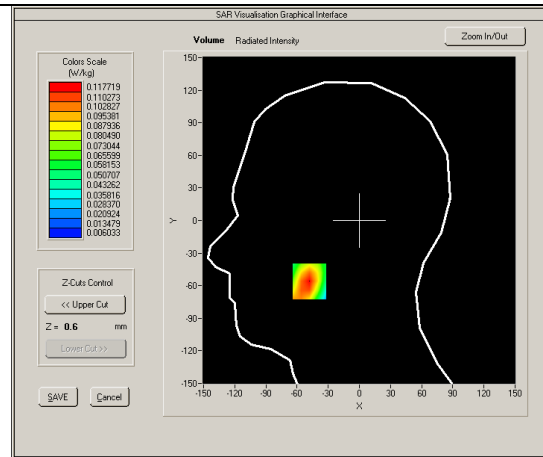 SAR Visualisation Graphical Interface
Volume Radiated Intensity
Zoom In/Out
Colors Scale
(W/kg)
0.117719
0.110273
0.102827
0.095381
0.087936
0.080490
0.073044
0.065599
0.058153
0.050707
0.043262
0.035816
0.028370
0.020924
0.013479
0.006033
Z-Cuts Control
<< Upper Cut
Z = 0.6 mm
Lower Cut >>
SAVE Cancel
150
120
90
60
30
0
-30
-60
-90
-120
-150
Y
-150 -120 -90 -60 -30 0 30 60 90 120 150
X